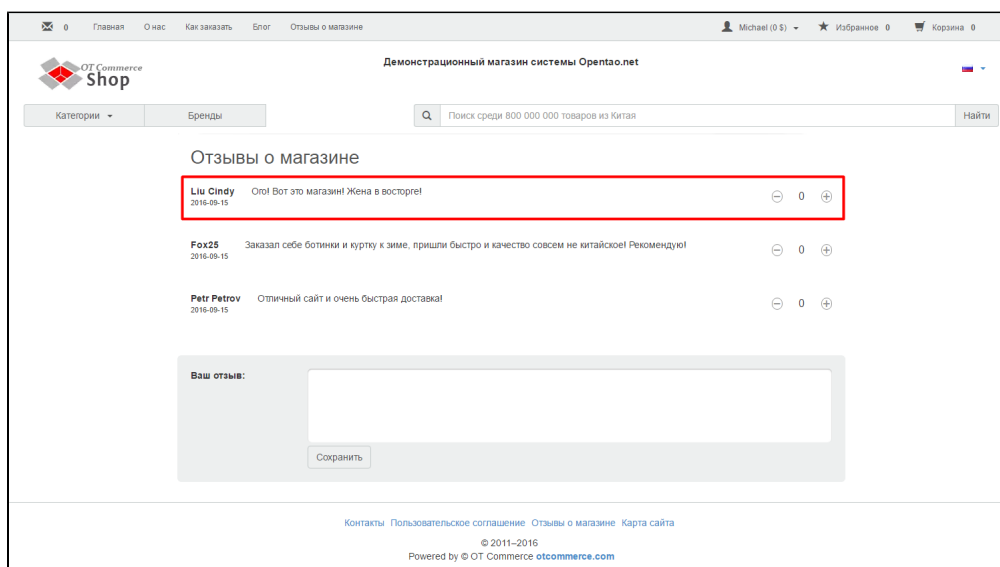 0 Главная О нас Как заказать Блог Отзывы о магазине Michael (0 $) Избранное 0 Корзина 0
OT Commerce
Shop
Демонстрационный магазин системы Opentao.net
Категории Бренды Поиск среди 800 000 000 товаров из Китая Найти
Отзывы о магазине
Liu Cindy Ого! Вот это магазин! Жена в восторге! 0
2016-09-15
Fox25 Заказал себе ботинки и куртку к зиме, пришли быстро и качество совсем не китайское! Рекомендую! 0
2016-09-15
Petr Petrov Отличный сайт и очень быстрая доставка! 0
2016-09-15
Ваш отзыв:
Сохранить
Контакты Пользовательское соглашение Отзывы о магазине Карта сайта
© 2011–2016
Powered by © OT Commerce otcommerce.com